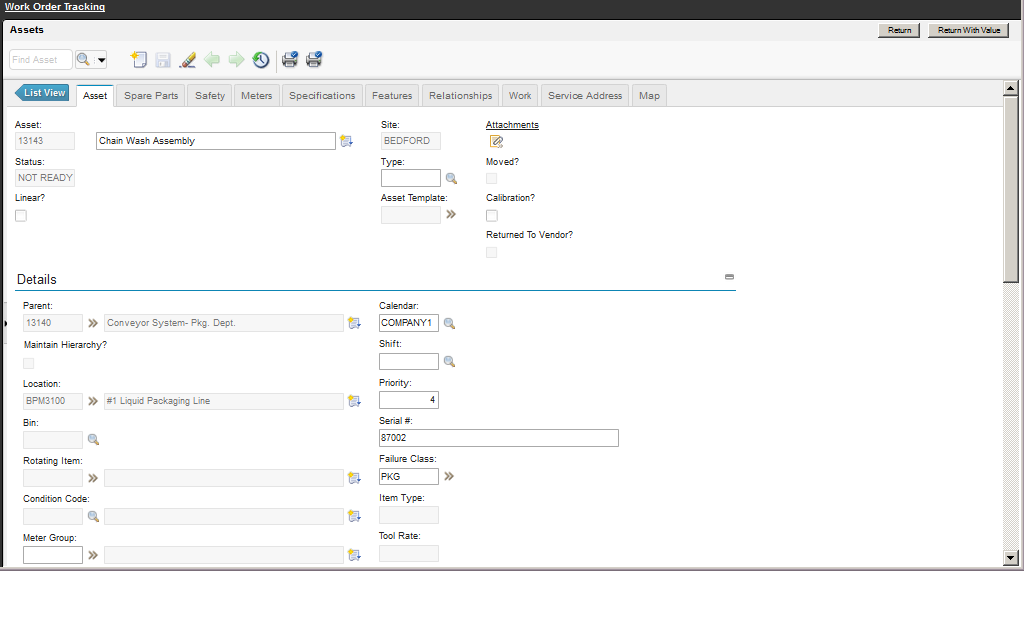 Work Order Tracking
Assets
Return
Return With Value
Find Asset
List View
Asset
Spare Parts
Safety
Meters
Specifications
Features
Relationships
Work
Service Address
Map
Asset:
Site:
Attachments
13143
Chain Wash Assembly
BEDFORD
Status:
Type:
Moved?
NOT READY
Linear?
Asset Template:
Calibration?
Returned To Vendor?
Details
Parent:
Calendar:
13140
Conveyor System- Pkg. Dept.
COMPANY1
Maintain Hierarchy?
Shift:
Location:
Priority:
BPM3100
#1 Liquid Packaging Line
4
Bin:
Serial #:
87002
Rotating Item:
Failure Class:
PKG
Condition Code:
Item Type:
Meter Group:
Tool Rate: